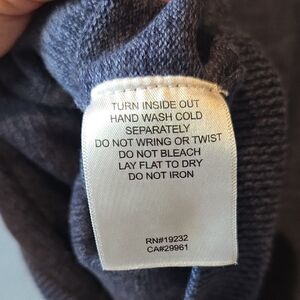 TURN INSIDE OUT
HAND WASH COLD
SEPARATELY
DO NOT WRING OR TWIST
DO NOT BLEACH
LAY FLAT TO DRY
DO NOT IRON
RN#19232
CA#29961